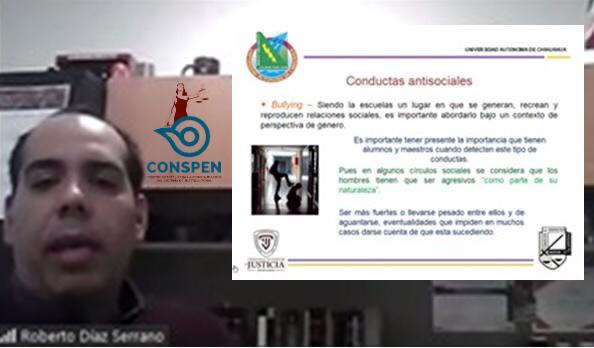 UNIVERSIDAD AUTONOMA DE CHIHUAHUA
Conductas antisociales
Bullying – Siendo la escuelas un lugar en que se generan, recrean y
reproducen relaciones sociales, es importante abordarlo bajo un contexto de
perspectiva de género.
Es importante tener presente la importancia que tienen
alumnos y maestros cuando detecten este tipo de
conductas.
Pues en algunos círculos sociales se considera que los
hombres tienen que ser agresivos "como parte de su
naturaleza".
Ser más fuertes o llevarse pesado entre ellos y de
aguantarse, eventualidades que impiden en muchos
casos darse cuenta de que esta sucediendo.
JUSTICIA
CONSPEN
Roberto Díaz Serrano